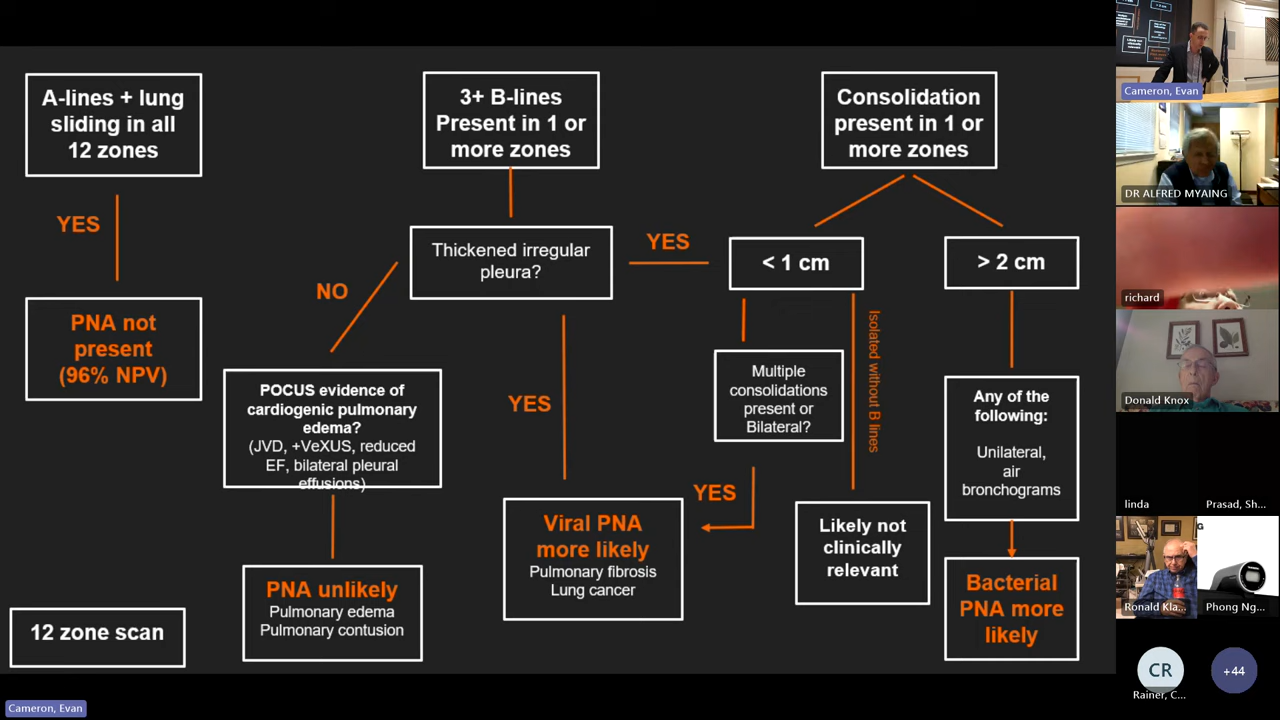 A-lines + lung
sliding in all
12 zones
YES
PNA not
present
(96% NPV)
12 zone scan
3+ B-lines
Present in 1 or
more zones
Thickened irregular
pleura?
NO
POCUS evidence of
cardiogenic pulmonary
edema?
(JVD, +VeXUS, reduced
EF, bilateral pleural
effusions)
PNA unlikely
Pulmonary edema
Pulmonary contusion
YES
Viral PNA
more likely
Pulmonary fibrosis
Lung cancer
YES
Consolidation
present in 1 or
more zones
< 1 cm
Multiple
consolidations
present or
Bilateral?
YES
Isolated without B lines
Likely not
clinically
relevant
> 2 cm
Any of the
following:
Unilateral,
air
bronchograms
Bacterial
PNA more
likely
Cameron, Evan
Cameron, Evan
DR ALFRED MYAING
richard
Donald Knox
linda
Prasad, Sh...
Ronald Kla...
Phong Ng...
CR
Rainer, C...
+44